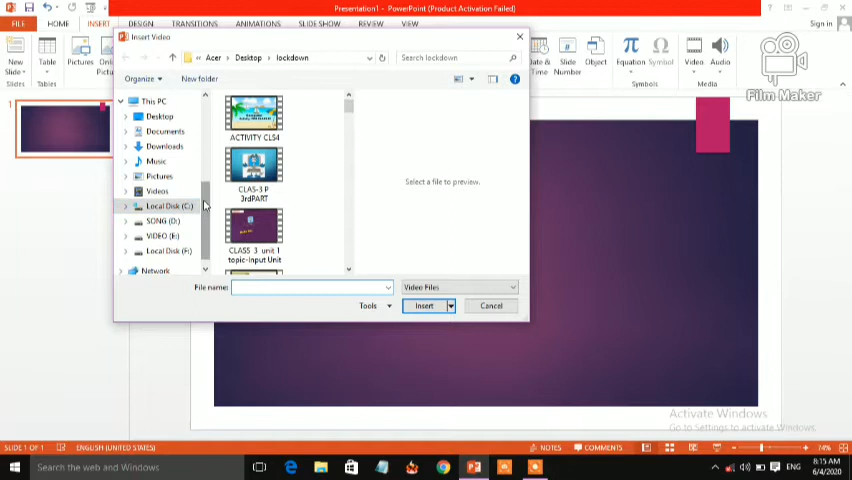 Presentation1 - PowerPoint (Product Activation Failed)
FILE HOME INSERT DESIGN TRANSITIONS ANIMATIONS SLIDE SHOW REVIEW VIEW Sign in
New Slide Table Pictures Online Date & Time Slide Number Object Equation Symbol Video Audio
Slides Tables Symbols Media
Film Maker
Insert Video
« Acer > Desktop > lockdown Search lockdown
Organize New folder
This PC
Desktop
Documents
Downloads
Music
Pictures
Videos
Local Disk (C:)
SONG (D:)
VIDEO (E:)
Local Disk (F:)
Network
ACTIVITY CLS4
CLAS-3 P
3rdPART
CLASS 3 unit 1
topic-Input Unit
Select a file to preview.
File name: Video Files
Tools Insert Cancel
1
Activate Windows
Go to Settings to activate Windows.
SLIDE 1 OF 1 ENGLISH (UNITED STATES) NOTES COMMENTS 74%
Search the web and Windows ENG 8:15 AM
6/4/2020